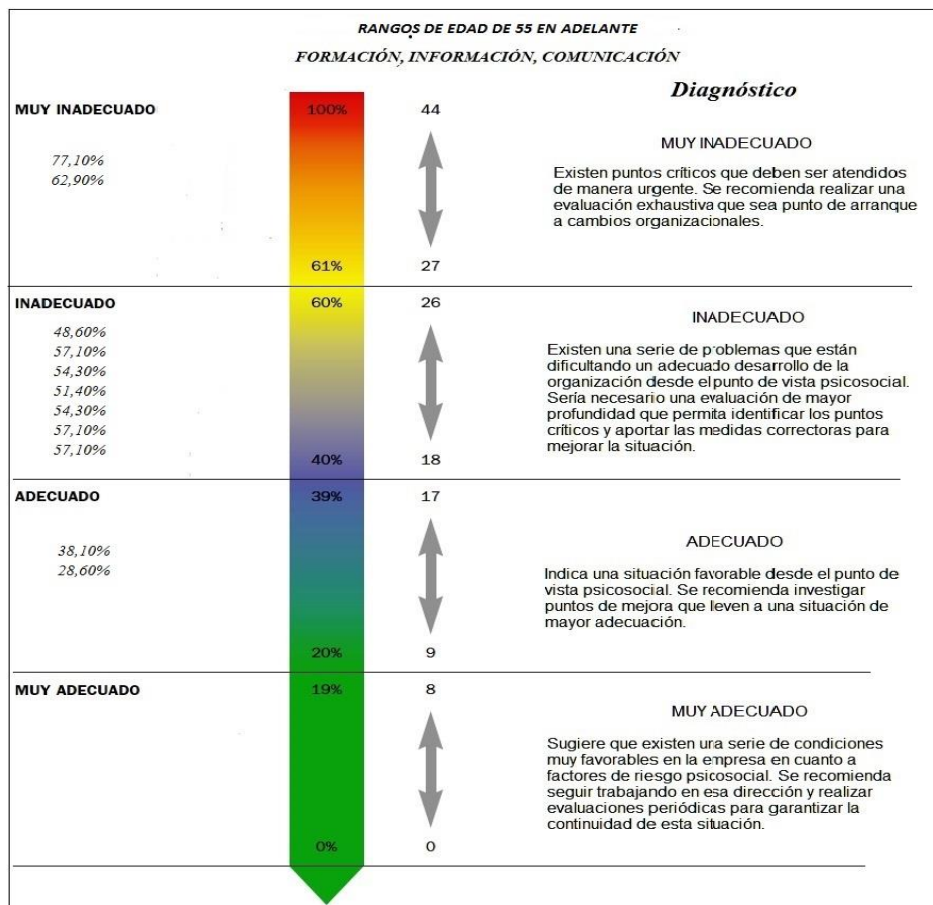 RANGOS DE EDAD DE 55 EN ADELANTE
FORMACIÓN, INFORMACIÓN, COMUNICACIÓN
Diagnóstico
MUY INADECUADO
100%
44
77,10%
62,90%
61%
27
MUY INADECUADO
Existen puntos críticos que deben ser atendidos
de manera urgente. Se recomienda realizar una
evaluación exhaustiva que sea punto de arranque
a cambios organizacionales.
INADECUADO
60%
26
48,60%
57,10%
54,30%
51,40%
54,30%
57,10%
57,10%
40%
18
INADECUADO
Existen una serie de problemas que están
dificultando un adecuado desarrollo de la
organización desde el punto de vista psicosocial.
Sería necesario una evaluación de mayor
profundidad que permita identificar los puntos
críticos y aportar las medidas correctoras para
mejorar la situación.
ADECUADO
39%
17
38,10%
28,60%
20%
9
ADECUADO
Indica una situación favorable desde el punto de
vista psicosocial. Se recomienda investigar
puntos de mejora que lleven a una situación de
mayor adecuación.
MUY ADECUADO
19%
8
0%
0
MUY ADECUADO
Sugiere que existen una serie de condiciones
muy favorables en la empresa en cuanto a
factores de riesgo psicosocial. Se recomienda
seguir trabajando en esa dirección y realizar
evaluaciones periódicas para garantizar la
continuidad de esta situación.